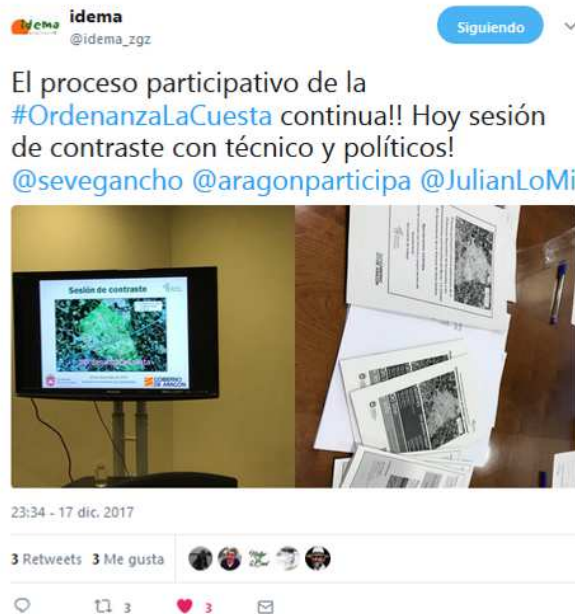 idema
idema
@idema_zgz
Siguiendo
El proceso participativo de la
#OrdenanzaLaCuesta continua!! Hoy sesión
de contraste con técnico y políticos!
@sevegancho @aragonparticipa @JulianLoMi
Sesión de contraste
GOBIERNO
DE ARAGON
23:34 - 17 dic. 2017
3 Retweets 3 Me gusta
3 3